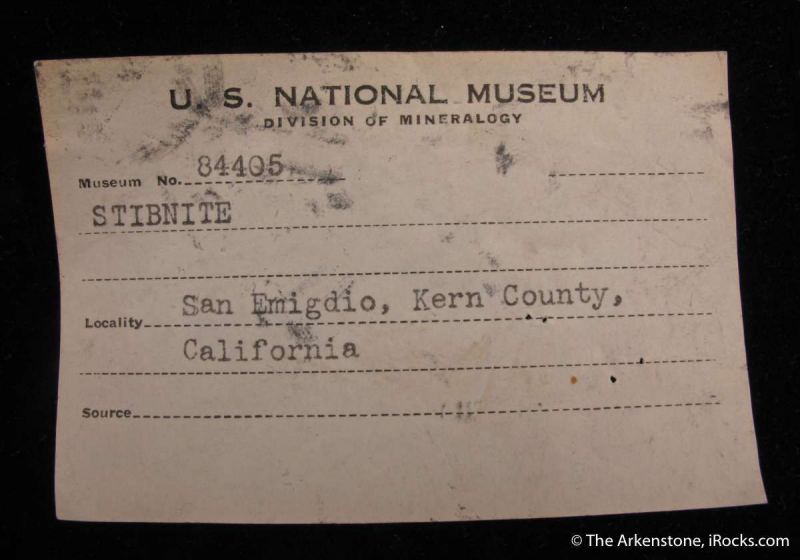 U. S. NATIONAL MUSEUM
DIVISION OF MINERALOGY
Museum No. 84405
STIBNITE
Locality San Emigdio, Kern County,
California
Source
© The Arkenstone, iRocks.com